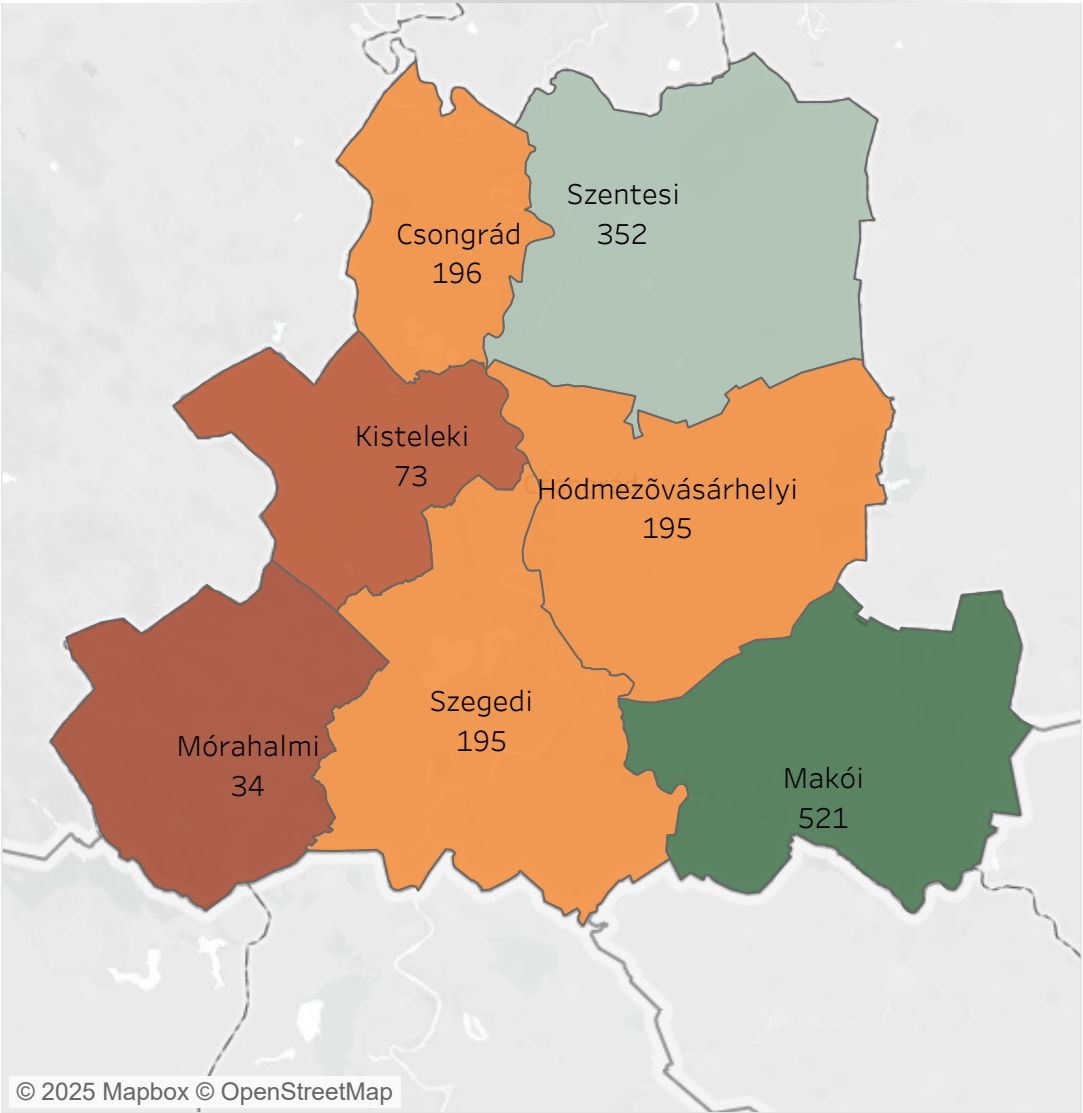 Szentesi
352
Csongrád
196
Kisteleki
73
Hódmezõvásárhelyi
195
Szegedi
195
Mórahalmi
34
Makói
521
© 2025 Mapbox © OpenStreetMap